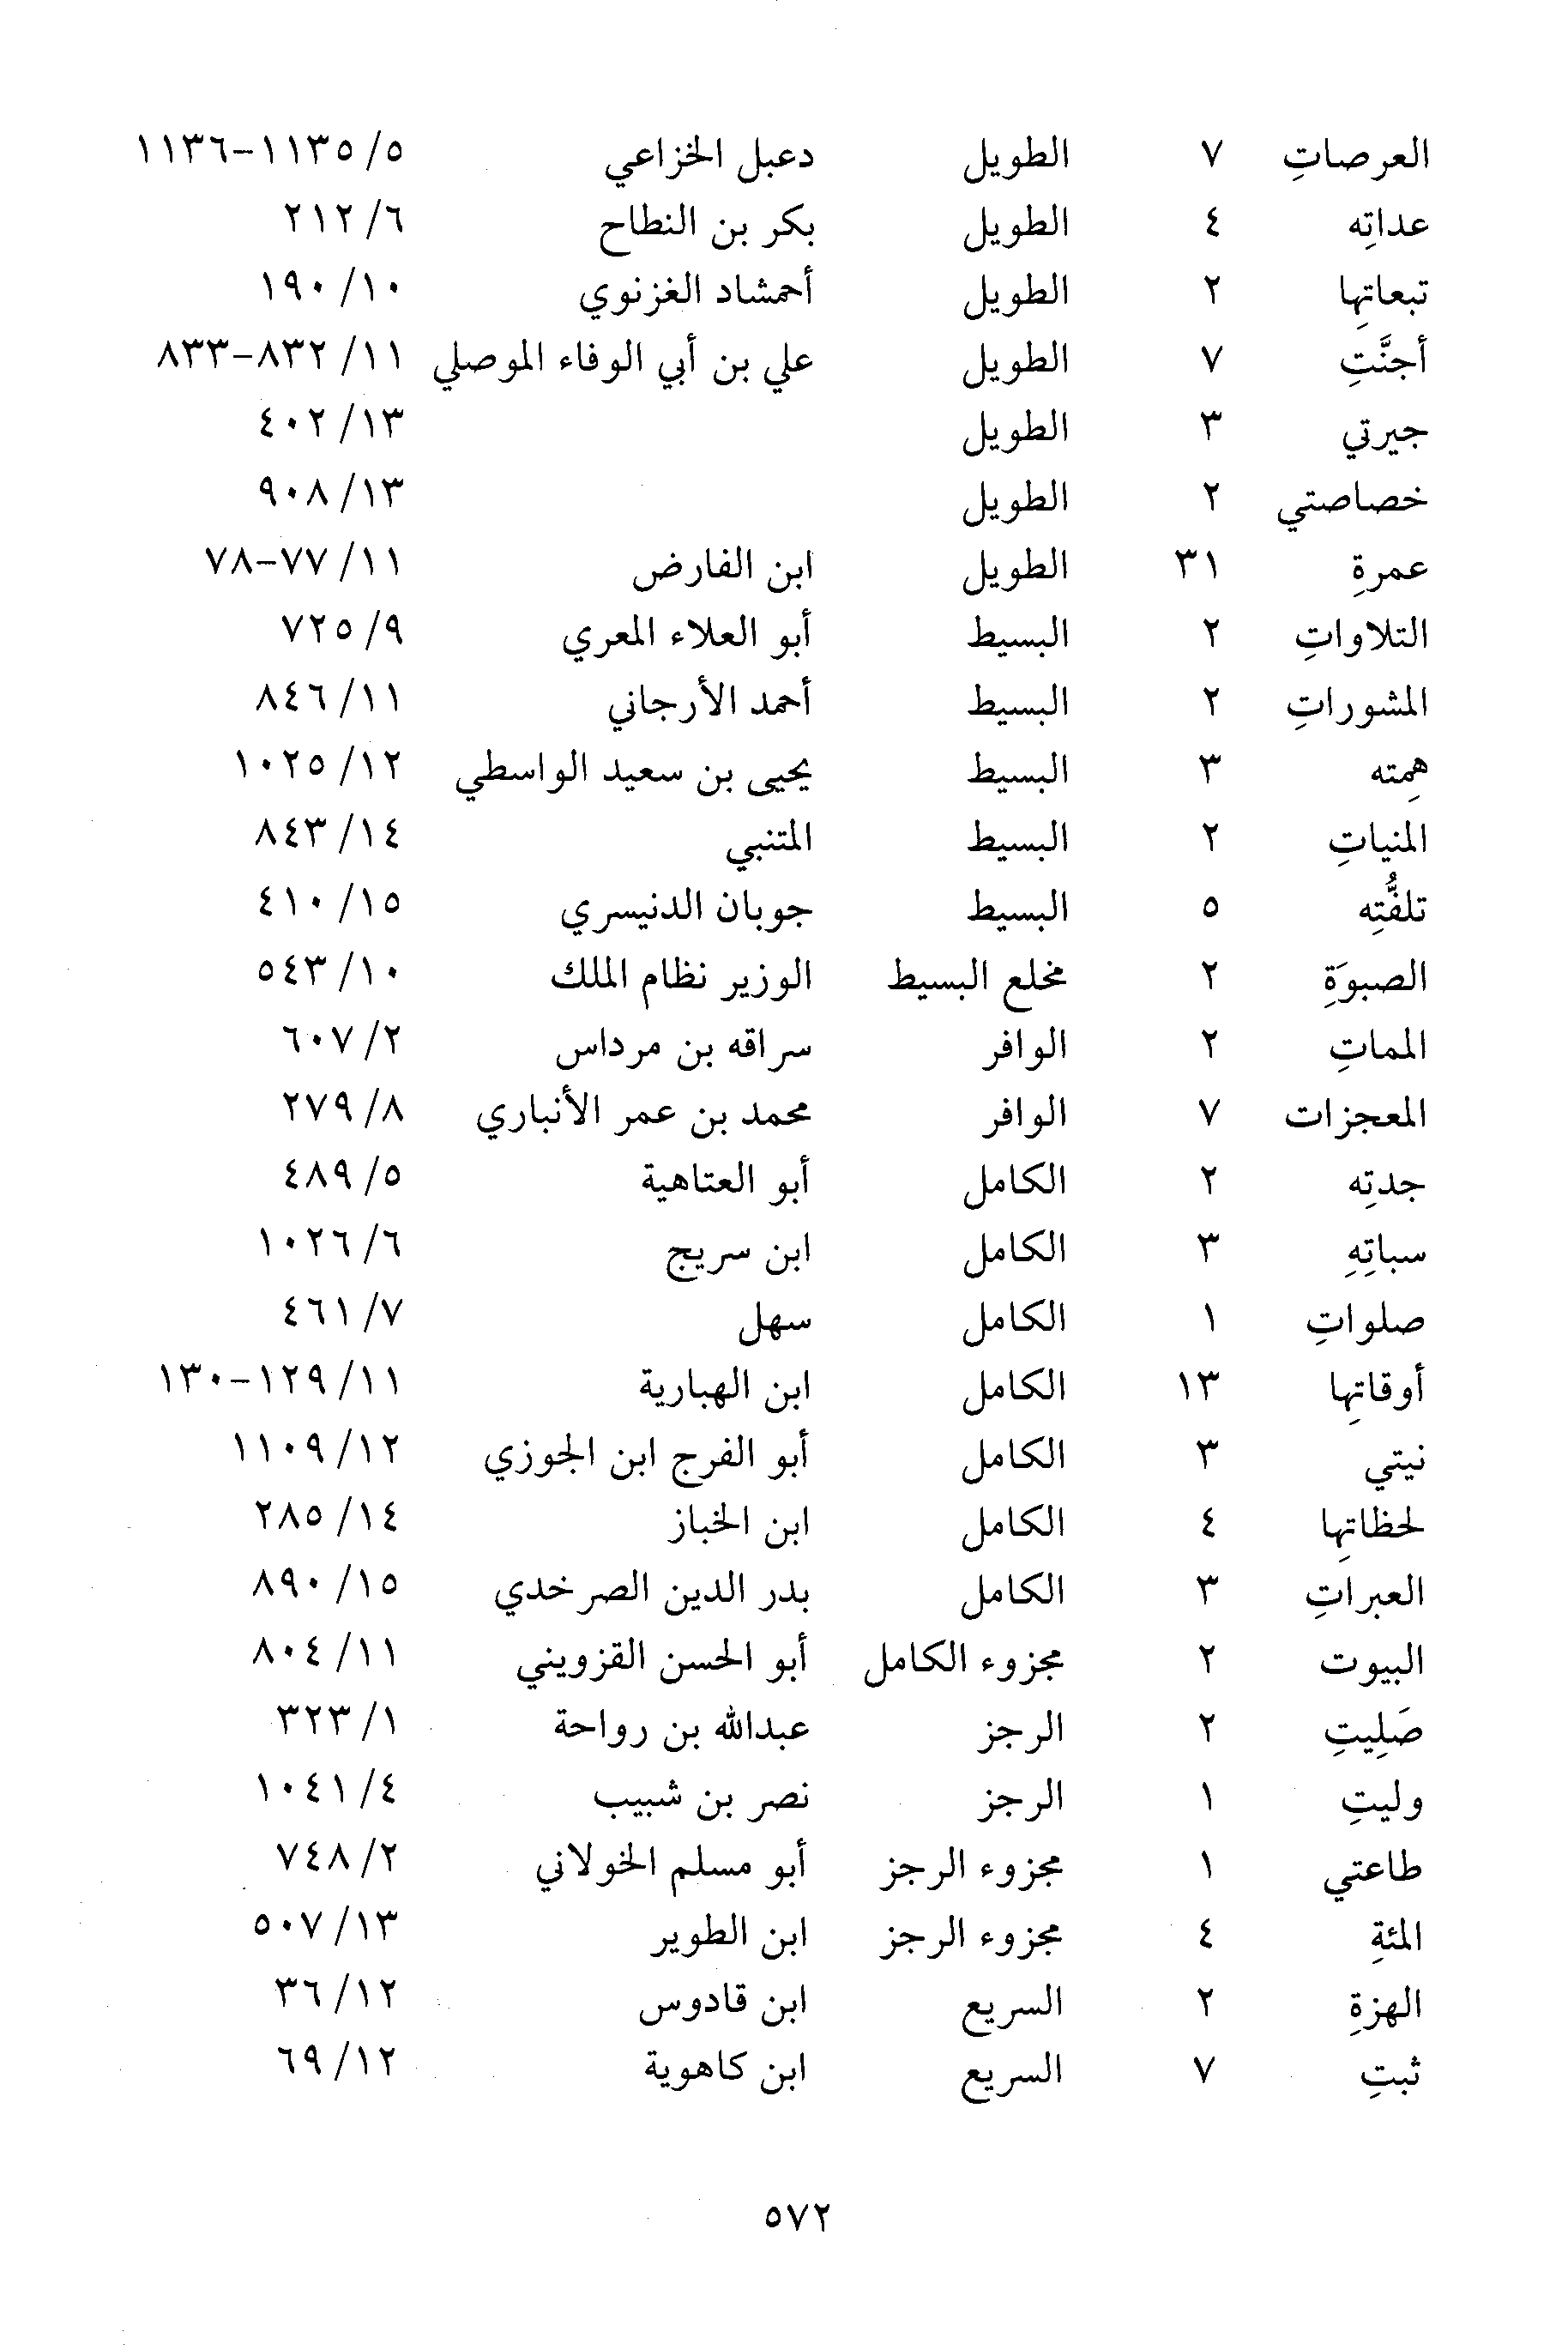 العرصاتِ ٧ الطويل دعبل الخزاعي ٥/ ١١٣٥-١١٣٦
عداتِه ٤ الطويل بكر بن النطاح ٦/ ٢١٢
تبعاتِها ٢ الطويل أحمشاد الغزنوي ١٠/ ١٩٠
أجنَّتِ ٧ الطويل علي بن أبي الوفاء الموصلي ١١/ ٨٣٢-٨٣٣
جيرتي ٣ الطويل ١٣/ ٤٠٢
خصاصتي ٢ الطويل ١٣/ ٩٠٨
عمرةِ ٣١ الطويل ابن الفارض ١١/ ٧٧-٧٨
التلاواتِ ٢ البسيط أبو العلاء المعري ٩/ ٧٢٥
المشوراتِ ٢ البسيط أحمد الأرجاني ١١/ ٨٤٦
هِمته ٣ البسيط يحيى بن سعيد الواسطي ١٢/ ١٠٢٥
المنياتِ ٢ البسيط المتنبي ١٤/ ٨٤٣
تلفُّتِه ٥ البسيط جوبان الدنيسري ١٥/ ٤١٠
الصبوَةِ ٢ مخلع البسيط الوزير نظام الملك ١٠/ ٥٤٣
المماتِ ٢ الوافر سراقه بن مرداس ٢/ ٦٠٧
المعجزات ٧ الوافر محمد بن عمر الأنباري ٨/ ٢٧٩
جدتِه ٢ الكامل أبو العتاهية ٥/ ٤٨٩
سباتِهِ ٣ الكامل ابن سريج ٦/ ١٠٢٦
صلواتِ ١ الكامل سهل ٧/ ٤٦١
أوقاتِها ١٣ الكامل ابن الهبارية ١١/ ١٢٩-١٣٠
نيتي ٣ الكامل أبو الفرج ابن الجوزي ١٢/ ١١٠٩
لحظاتِها ٤ الكامل ابن الخباز ١٤/ ٢٨٥
العبراتِ ٣ الكامل بدر الدين الصرخدي ١٥/ ٨٩٠
البيوت ٢ مجزوء الكامل أبو الحسن القزويني ١١/ ٨٠٤
صَلِيتِ ٢ الرجز عبدالله بن رواحة ١/ ٣٢٣
وليتِ ١ الرجز نصر بن شبيب ٤/ ١٠٤١
طاعتي ١ مجزوء الرجز أبو مسلم الخولاني ٢/ ٧٤٨
المئةِ ٤ مجزوء الرجز ابن الطوير ١٣/ ٥٠٧
الهزةِ ٢ السريع ابن قادوس ١٢/ ٣٦
ثبتِ ٧ السريع ابن كاهوية ١٢/ ٦٩
٥٧٢